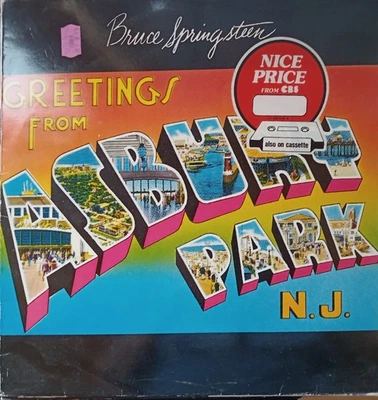 Bruce Springsteen
NICE
PRICE
FROM CBS
also on cassette
GREETINGS
FROM
ASBURY
PARK
N.J.